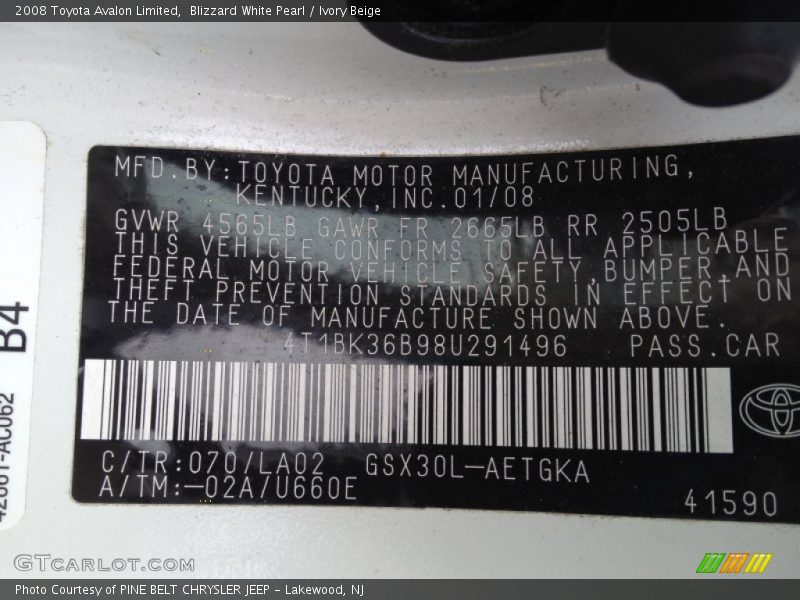 2008 Toyota Avalon Limited,  Blizzard White Pearl / Ivory Beige
MFD.BY:TOYOTA MOTOR MANUFACTURING,
KENTUCKY,INC.01/08
GVWR 4565LB GAWR FR 2665LB RR 2505LB
THIS VEHICLE CONFORMS TO ALL APPLICABLE
FEDERAL MOTOR VEHICLE SAFETY,BUMPER,AND
THEFT PREVENTION STANDARDS IN EFFECT ON
THE DATE OF MANUFACTURE SHOWN ABOVE.
4T1BK36B98U291496 PASS.CAR
C/TR:070/LA02 GSX30L-AETGKA
A/TM:-02A/U660E
41590
B4
42661-AC062
GTCarLot.com
Photo Courtesy of PINE BELT CHRYSLER JEEP - Lakewood, NJ